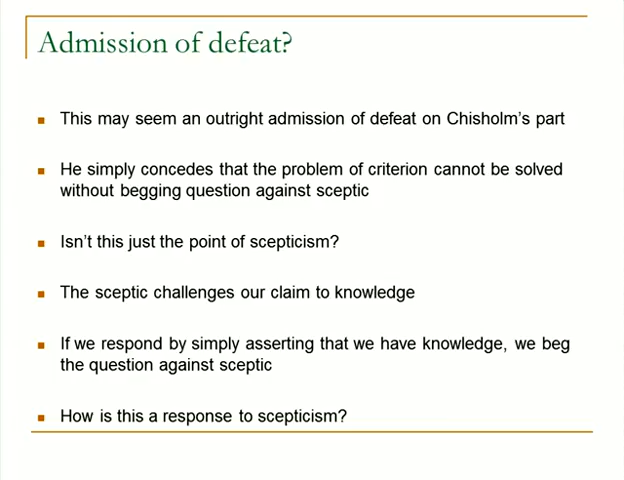 Admission of defeat?
This may seem an outright admission of defeat on Chisholm's part
He simply concedes that the problem of criterion cannot be solved
without begging question against sceptic
Isn't this just the point of scepticism?
The sceptic challenges our claim to knowledge
If we respond by simply asserting that we have knowledge, we beg
the question against sceptic
How is this a response to scepticism?